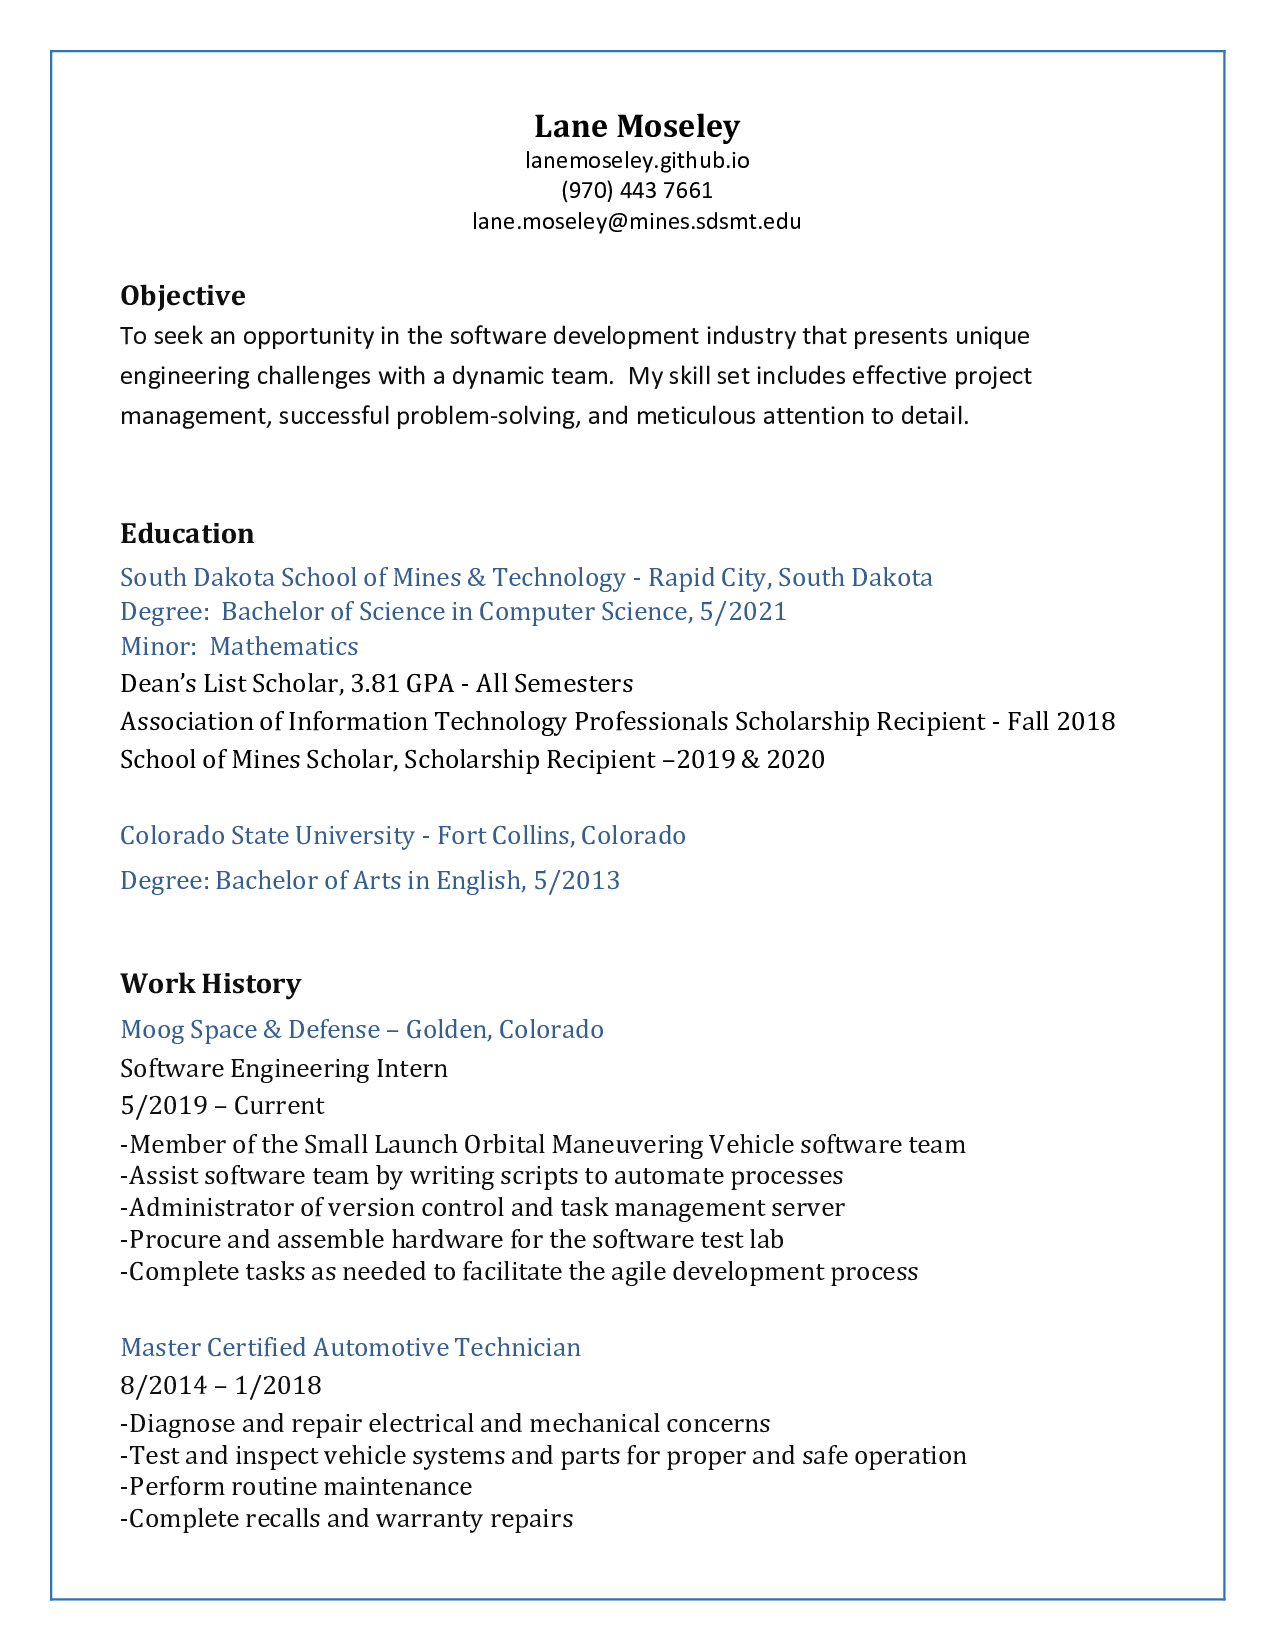 Lane Moseley
lanemoseley.github.io
(970) 443 7661
lane.moseley@mines.sdsmt.edu
Objective
To seek an opportunity in the software development industry that presents unique
engineering challenges with a dynamic team.  My skill set includes effective project
management, successful problem-solving, and meticulous attention to detail.
Education
South Dakota School of Mines & Technology - Rapid City, South Dakota
Degree:  Bachelor of Science in Computer Science, 5/2021
Minor:  Mathematics
Dean’s List Scholar, 3.81 GPA - All Semesters
Association of Information Technology Professionals Scholarship Recipient - Fall 2018
School of Mines Scholar, Scholarship Recipient –2019 & 2020
Colorado State University - Fort Collins, Colorado
Degree: Bachelor of Arts in English, 5/2013
Work History
Moog Space & Defense – Golden, Colorado
Software Engineering Intern
5/2019 – Current
-Member of the Small Launch Orbital Maneuvering Vehicle software team
-Assist software team by writing scripts to automate processes
-Administrator of version control and task management server
-Procure and assemble hardware for the software test lab
-Complete tasks as needed to facilitate the agile development process
Master Certified Automotive Technician
8/2014 – 1/2018
-Diagnose and repair electrical and mechanical concerns
-Test and inspect vehicle systems and parts for proper and safe operation
-Perform routine maintenance
-Complete recalls and warranty repairs